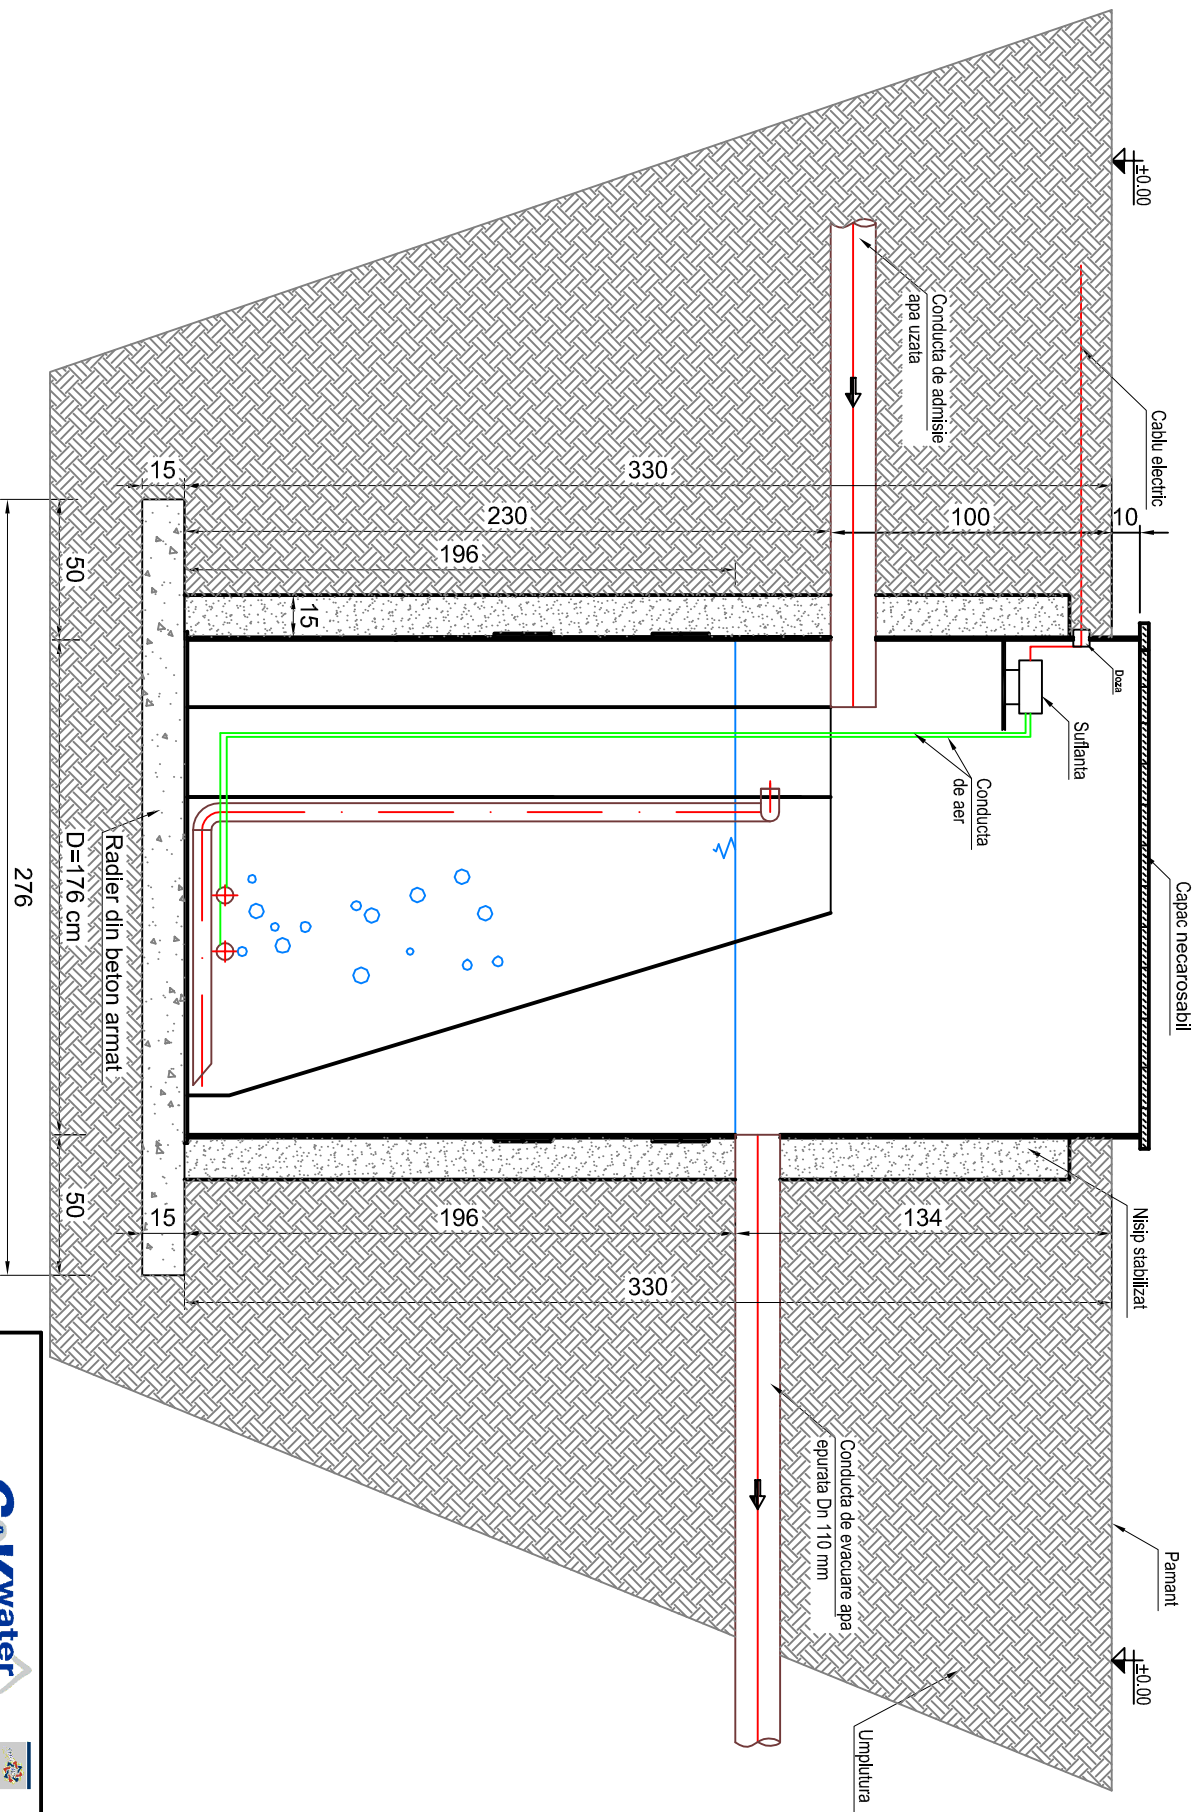 ±0.00
Cablu electric
Conducta de admisie
apa uzata
Capac necarosabil
Doza
Suflanta
Conducta
de aer
Nisip stabilizat
Pamant
±0.00
Conducta de evacuare apa
epurata Dn 110 mm
Umplutura
10
100
330
230
196
15
15
134
196
330
15
Radier din beton armat
50
D=176 cm
50
276
water